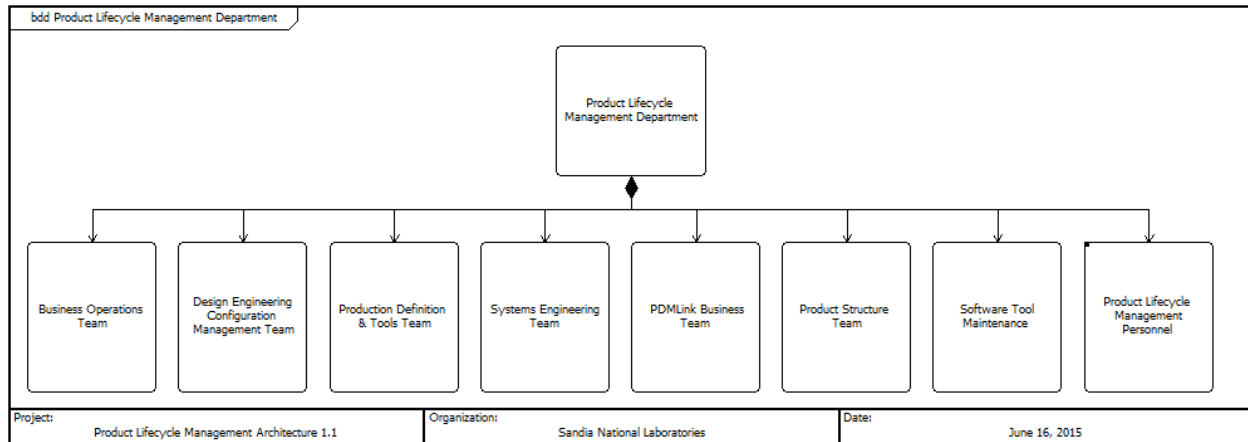 bdd Product Lifecycle Management Department
Product Lifecycle
Management Department
Business Operations
Team
Design Engineering
Configuration
Management Team
Production Definition
& Tools Team
Systems Engineering
Team
PDMLink Business
Team
Product Structure
Team
Software Tool
Maintenance
Product Lifecycle
Management
Personnel
Project:
Product Lifecycle Management Architecture 1.1
Organization:
Sandia National Laboratories
Date:
June 16, 2015